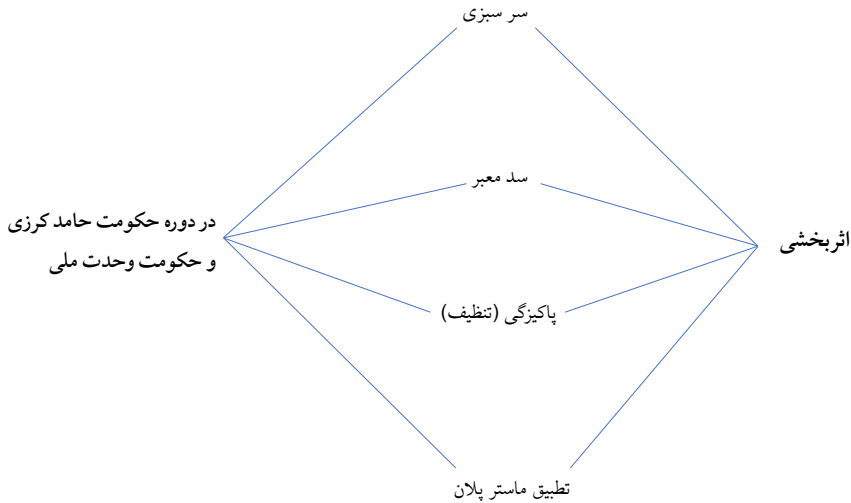 سر سبزی
سد معبر
در دوره حکومت حامد کرزی
و حکومت وحدت ملی
اثربخشی
پاکیزگی (تنظیف)
تطبیق ماستر پلان